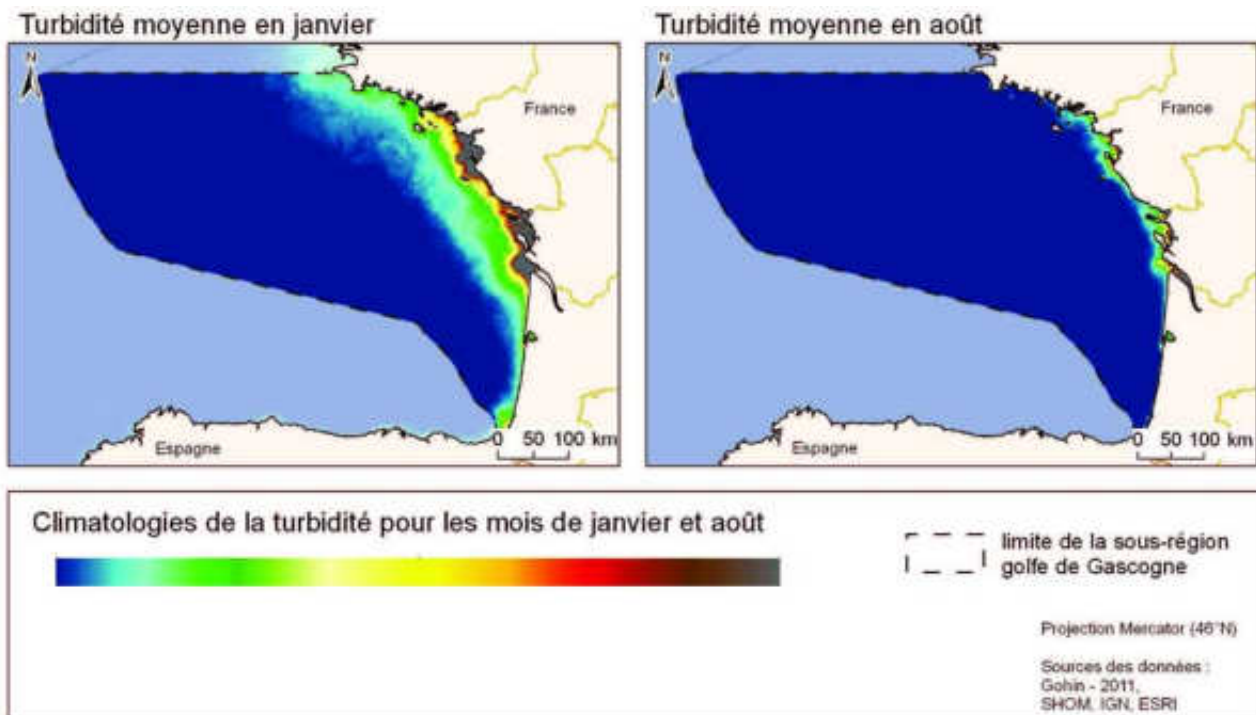 Turbidité moyenne en janvier
N
France
Espagne
0 50 100 km
Turbidité moyenne en août
N
France
Espagne
0 50 100 km
Climatologies de la turbidité pour les mois de janvier et août
limite de la sous-région
golfe de Gascogne
Projection Mercator (46°N)
Sources des données :
Gohin - 2011,
SHOM, IGN, ESRI